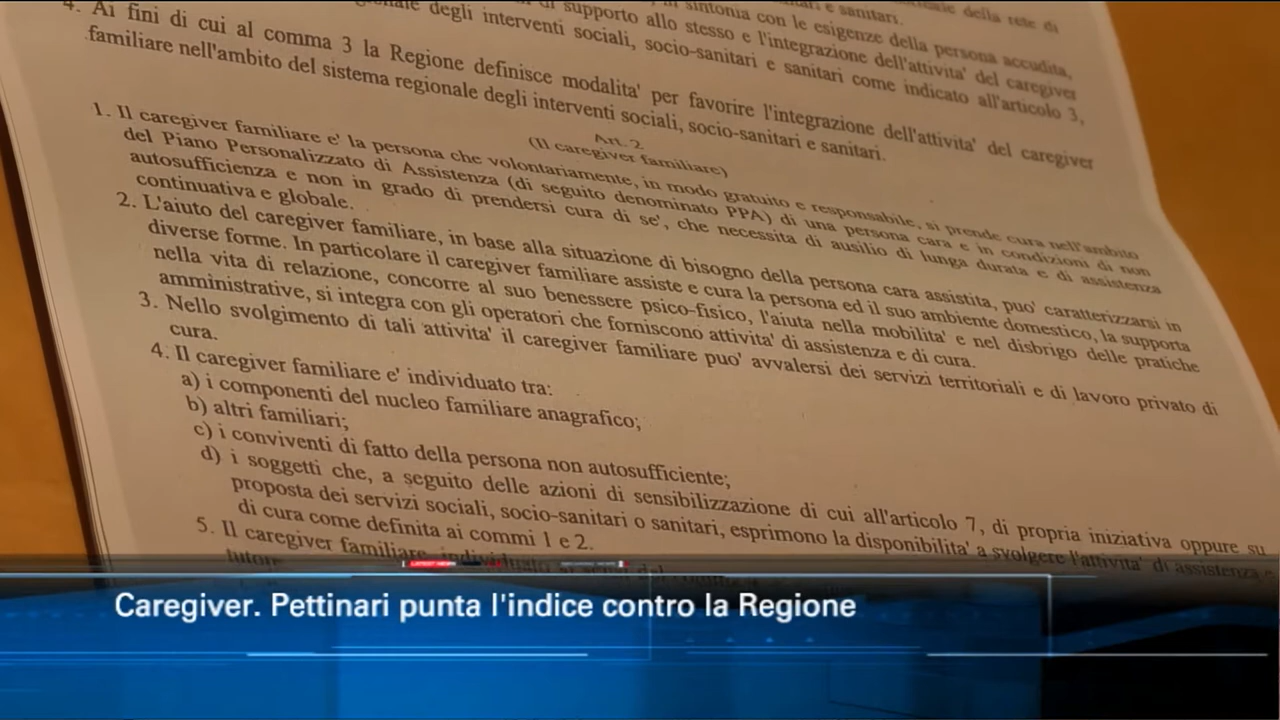 della rete di
e sanitari.
in sintonia con le esigenze della persona accudita,
di supporto allo stesso e l'integrazione dell'attivita' del caregiver
degli interventi sociali, socio-sanitari e sanitari come indicato all'articolo 3,
4. Ai fini di cui al comma 3 la Regione definisce modalita' per favorire l'integrazione dell'attivita' del caregiver
familiare nell'ambito del sistema regionale degli interventi sociali, socio-sanitari e sanitari.
Art. 2
(Il caregiver familiare)
1. Il caregiver familiare e' la persona che volontariamente, in modo gratuito e responsabile, si prende cura nell'ambito
del Piano Personalizzato di Assistenza (di seguito denominato PPA) di una persona cara e in condizioni di non
autosufficienza e non in grado di prendersi cura di se', che necessita di ausilio di lunga durata e di assistenza
continuativa e globale.
2. L'aiuto del caregiver familiare, in base alla situazione di bisogno della persona cara assistita, puo' caratterizzarsi in
diverse forme. In particolare il caregiver familiare assiste e cura la persona ed il suo ambiente domestico, la supporta
nella vita di relazione, concorre al suo benessere psico-fisico, l'aiuta nella mobilita' e nel disbrigo delle pratiche
amministrative, si integra con gli operatori che forniscono attivita' di assistenza e di cura.
3. Nello svolgimento di tali attivita' il caregiver familiare puo' avvalersi dei servizi territoriali e di lavoro privato di
cura.
4. Il caregiver familiare e' individuato tra:
a) i componenti del nucleo familiare anagrafico;
b) altri familiari;
c) i conviventi di fatto della persona non autosufficiente;
d) i soggetti che, a seguito delle azioni di sensibilizzazione di cui all'articolo 7, di propria iniziativa oppure su
proposta dei servizi sociali, socio-sanitari o sanitari, esprimono la disponibilita' a svolgere l'attivita' di assistenza e
di cura come definita ai commi 1 e 2.
5. Il caregiver familiare, individuato ai sensi del
tutore
LATEST NEWS
Caregiver. Pettinari punta l'indice contro la Regione